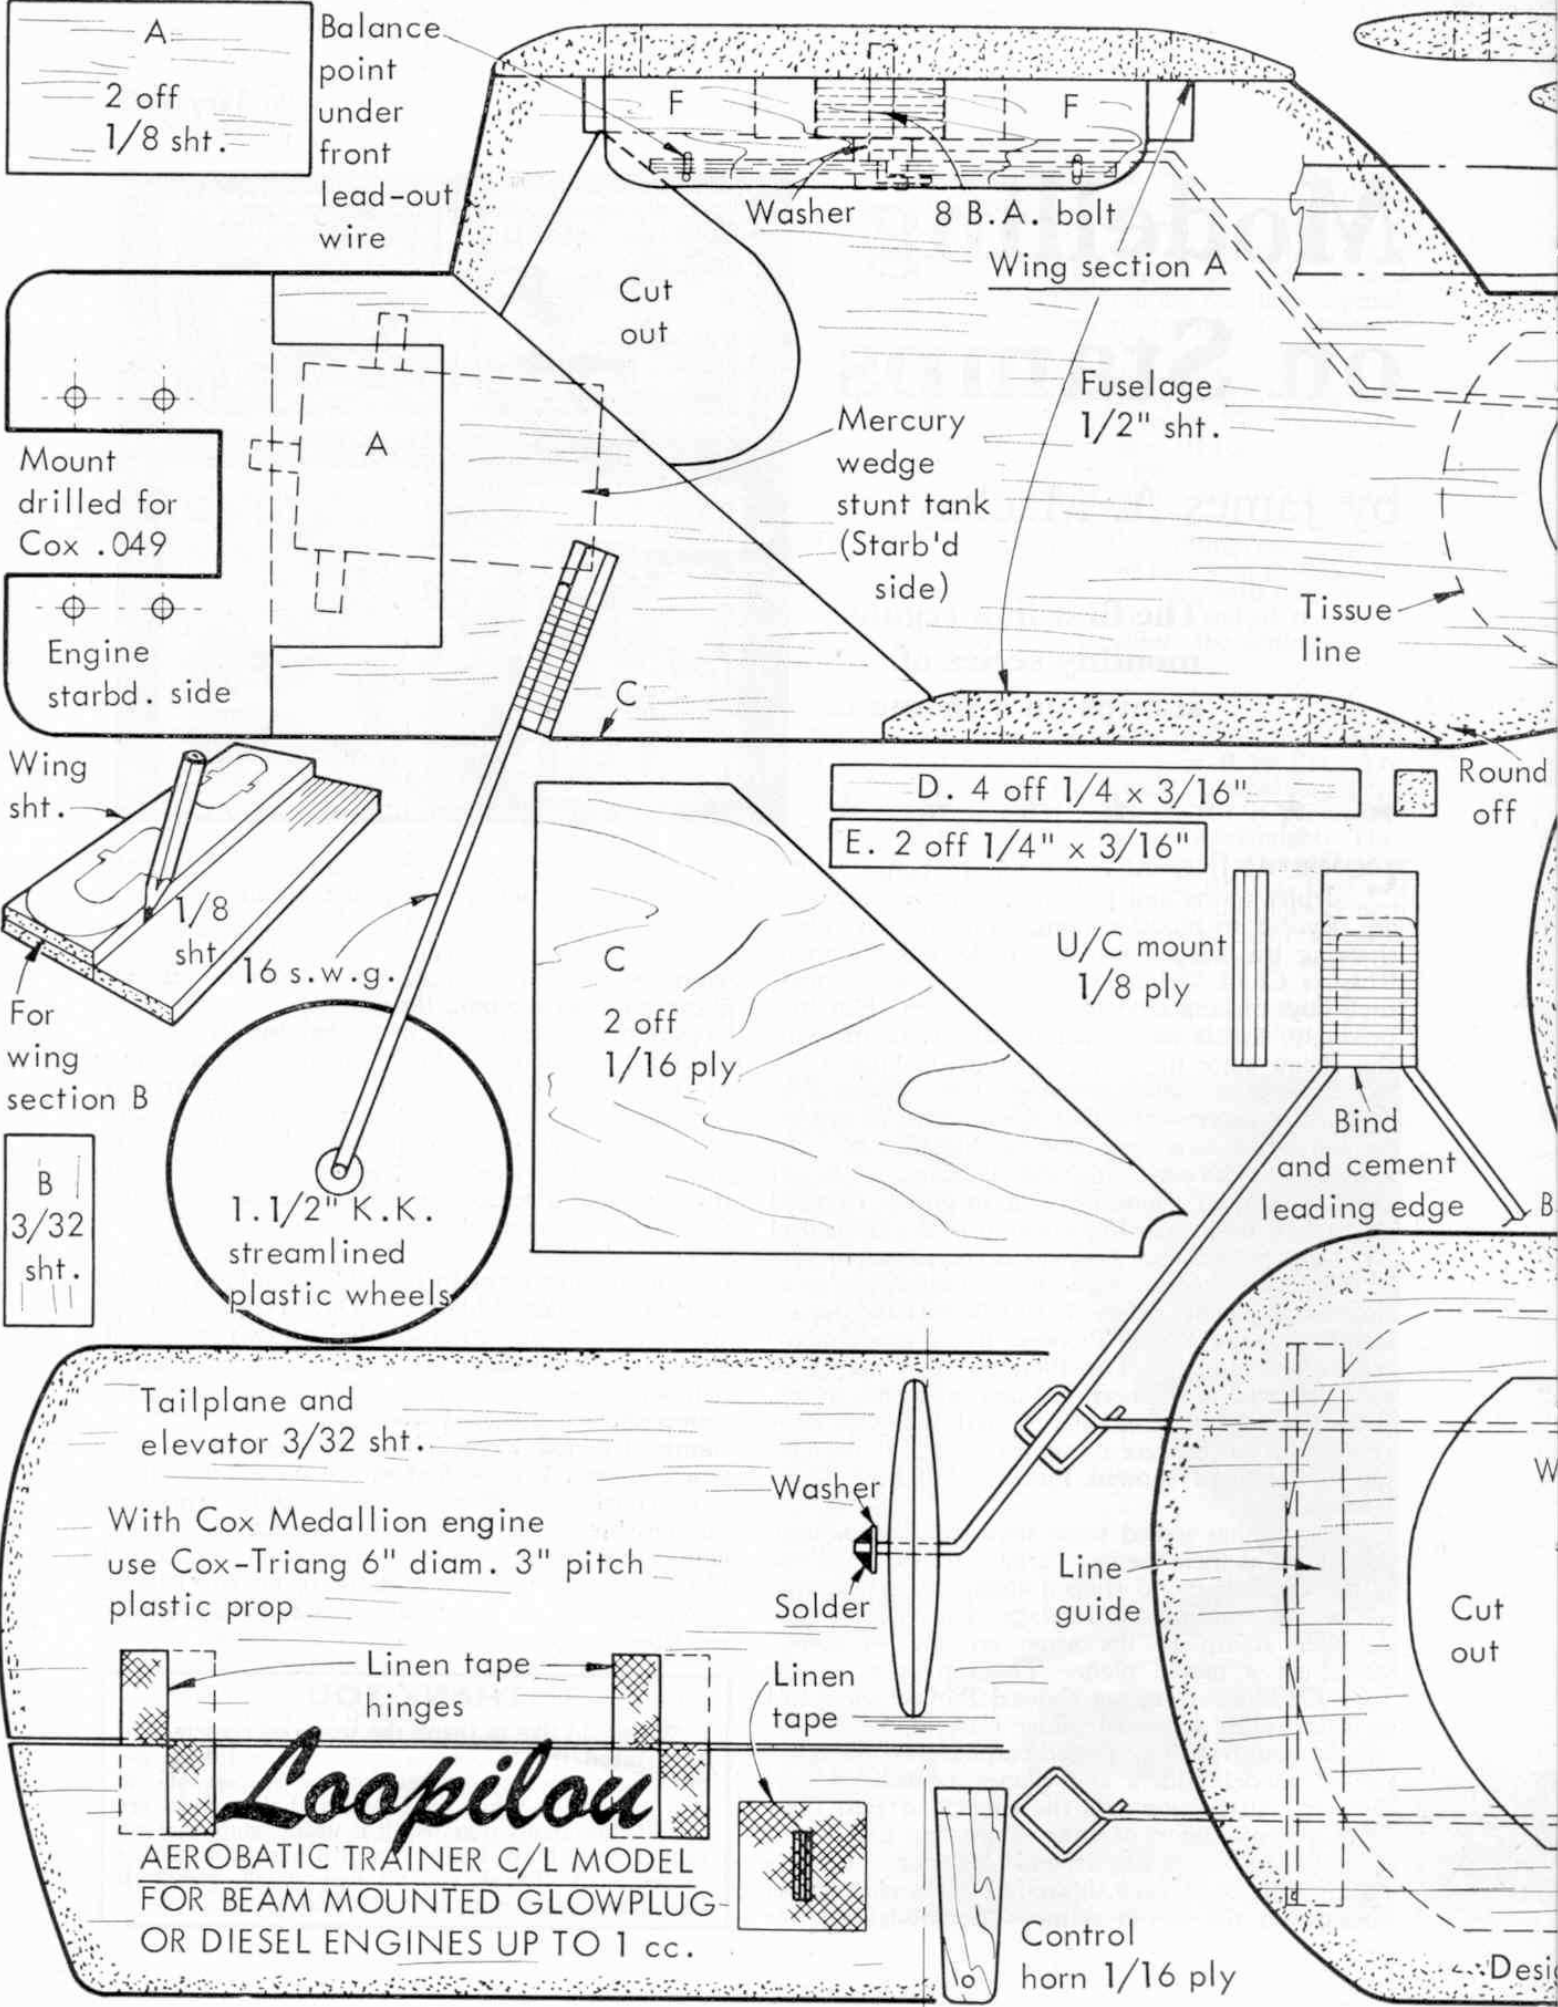 A
2 off
1/8 sht.
Balance
point
under
front
lead-out
wire
F
F
Washer
8 B.A. bolt
Wing section A
Cut
out
Fuselage
1/2" sht.
Mercury
wedge
stunt tank
(Starb'd
side)
A
Mount
drilled for
Cox .049
Engine
starbd. side
Tissue
line
C
Round
off
Wing
sht.
1/8
sht
For
wing
section B
16 s.w.g.
D. 4 off 1/4 x 3/16"
E. 2 off 1/4" x 3/16"
C
2 off
1/16 ply
U/C mount
1/8 ply
Bind
and cement
leading edge
B
B
3/32
sht.
1.1/2" K.K.
streamlined
plastic wheels
Tailplane and
elevator 3/32 sht.
With Cox Medallion engine
use Cox-Triang 6" diam. 3" pitch
plastic prop
Washer
Solder
Line
guide
W
Cut
out
Linen tape
hinges
Linen
tape
Loopilou
AEROBATIC TRAINER C/L MODEL
FOR BEAM MOUNTED GLOWPLUG
OR DIESEL ENGINES UP TO 1 cc.
Control
horn 1/16 ply